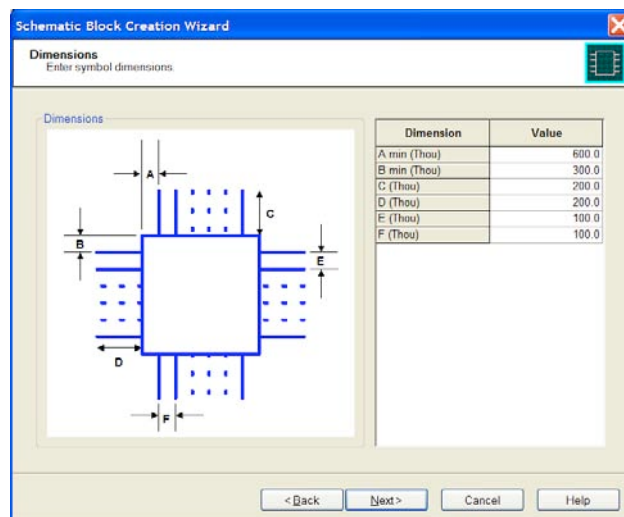 Schematic Block Creation Wizard
Dimensions
Enter symbol dimensions.
Dimensions
A
B
C
D
E
F
Dimension Value
A min (Thou) 600.0
B min (Thou) 300.0
C (Thou) 200.0
D (Thou) 200.0
E (Thou) 100.0
F (Thou) 100.0
< Back
Next >
Cancel
Help